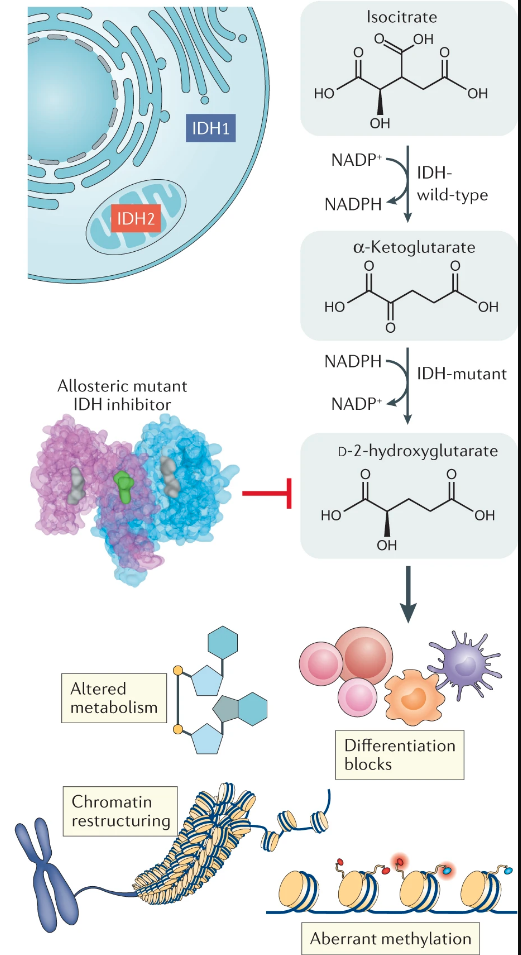 Isocitrate
O
OH
O
O
HO
OH
OH
IDH1
NADP⁺
IDH-
wild-type
NADPH
IDH2
α-Ketoglutarate
O
O
HO
OH
O
NADPH
IDH-mutant
NADP⁺
Allosteric mutant
IDH inhibitor
D-2-hydroxyglutarate
O
O
HO
OH
OH
Altered
metabolism
Differentiation
blocks
Chromatin
restructuring
Aberrant methylation